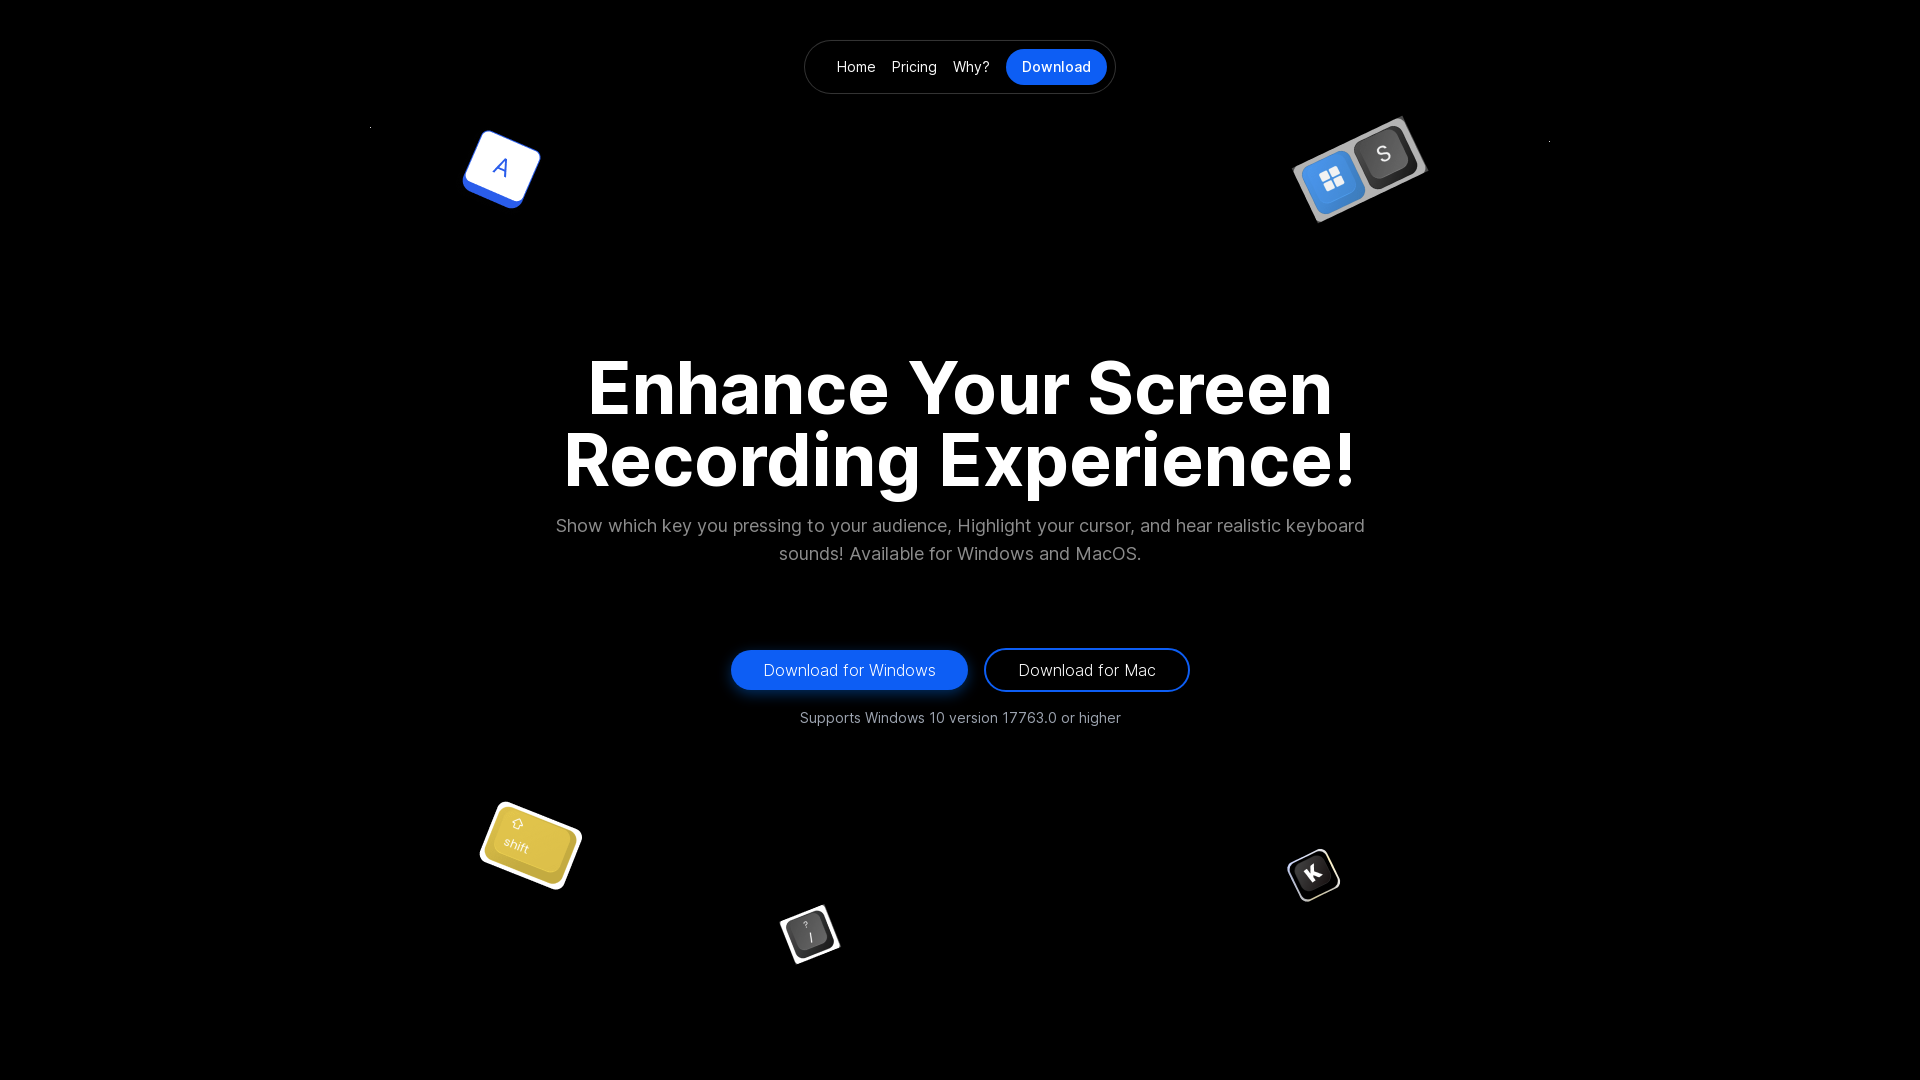 Home Pricing Why? Download
A
S
Enhance Your Screen
Recording Experience!
Show which key you pressing to your audience, Highlight your cursor, and hear realistic keyboard
sounds! Available for Windows and MacOS.
Download for Windows Download for Mac
Supports Windows 10 version 17763.0 or higher
shift
K
?
/